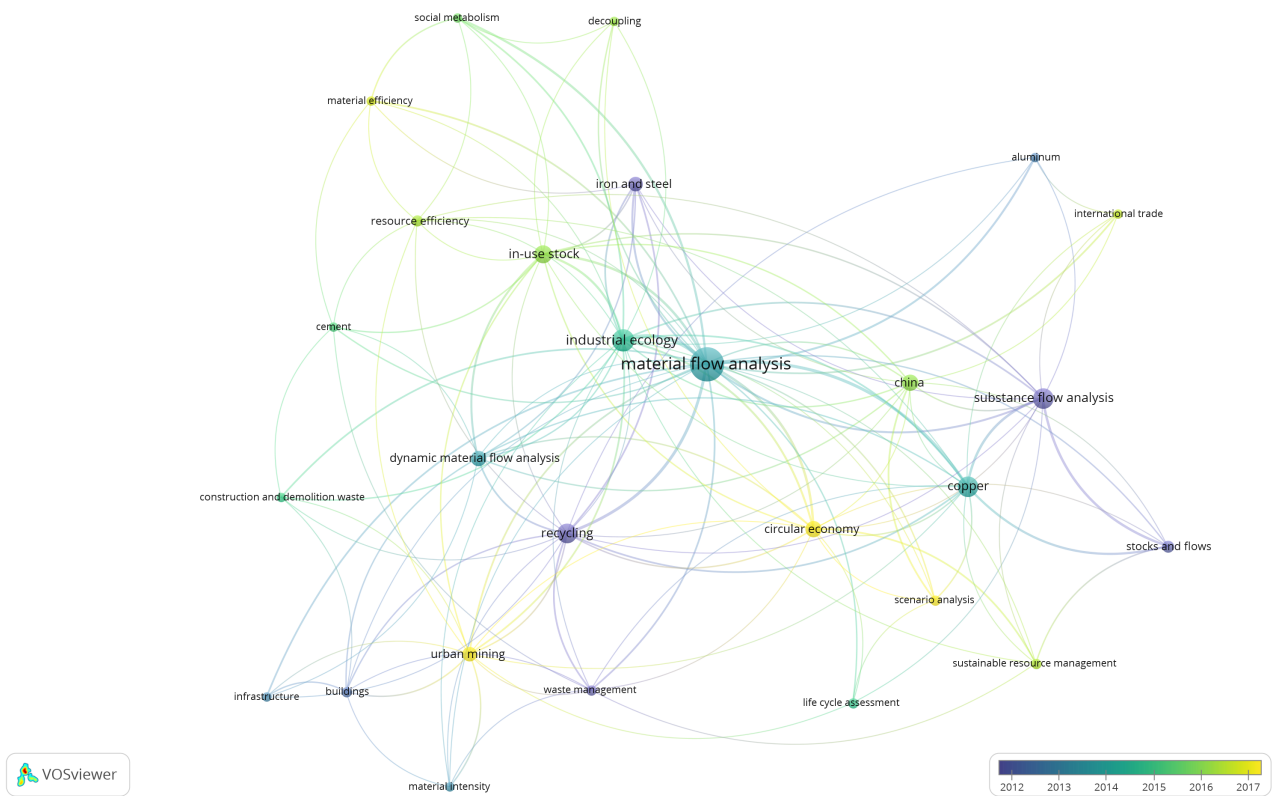 social metabolism
decoupling
material efficiency
aluminum
iron and steel
international trade
resource efficiency
in-use stock
cement
industrial ecology
material flow analysis
china
substance flow analysis
dynamic material flow analysis
copper
construction and demolition waste
circular economy
recycling
stocks and flows
scenario analysis
urban mining
sustainable resource management
infrastructure
buildings
waste management
life cycle assessment
material intensity
VOSviewer
2012 2013 2014 2015 2016 2017